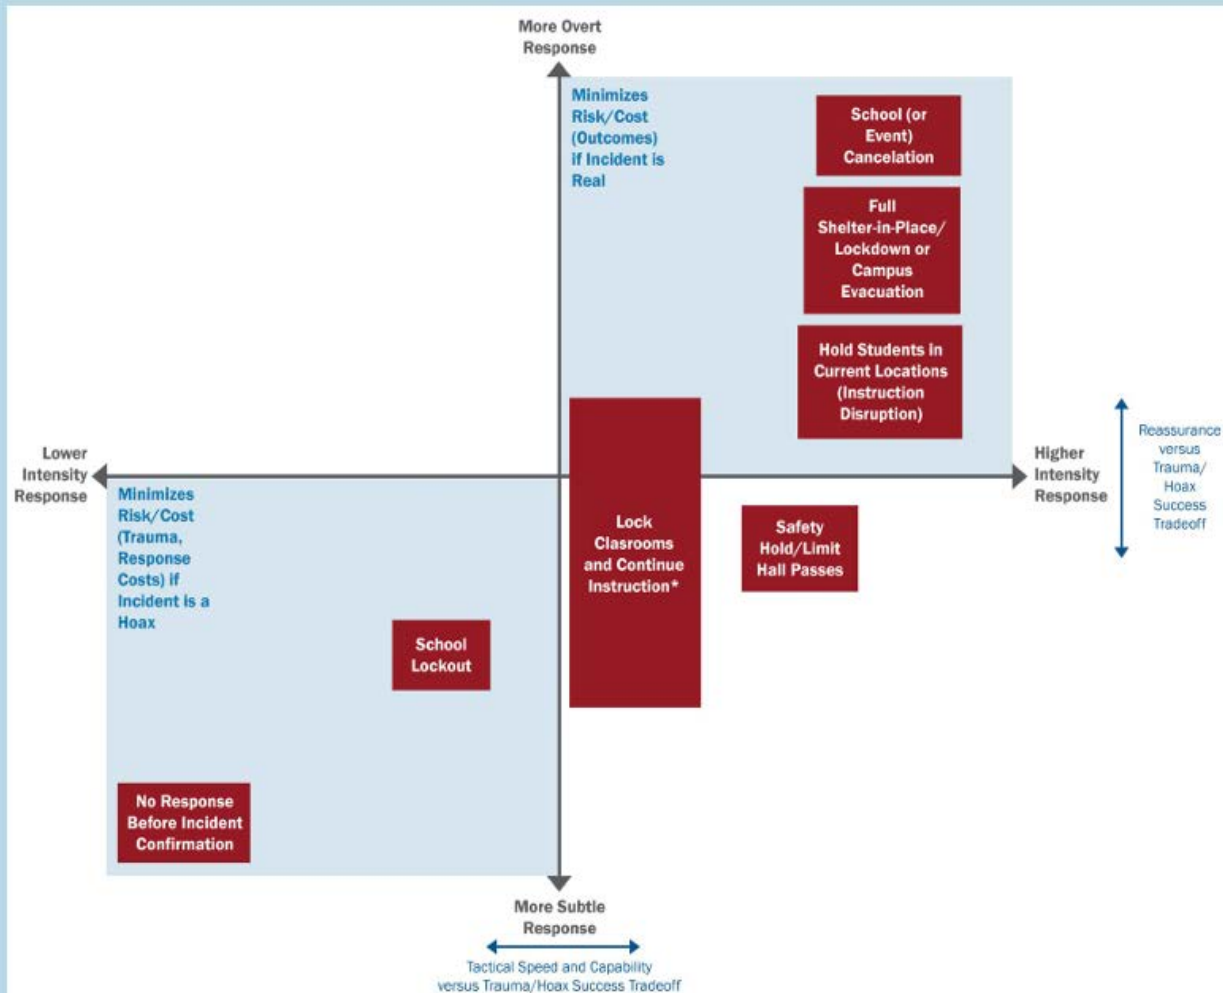 More Overt
Response
Minimizes
Risk/Cost
(Outcomes)
if Incident is
Real
School (or
Event)
Cancelation
Full
Shelter-in-Place/
Lockdown or
Campus
Evacuation
Hold Students in
Current Locations
(Instruction
Disruption)
Lower
Intensity
Response
Higher
Intensity
Response
Reassurance
versus
Trauma/
Hoax
Success
Tradeoff
Minimizes
Risk/Cost
(Trauma,
Response
Costs) if
Incident is a
Hoax
Lock
Clasrooms
and Continue
Instruction*
Safety
Hold/Limit
Hall Passes
School
Lockout
No Response
Before Incident
Confirmation
More Subtle
Response
Tactical Speed and Capability
versus Trauma/Hoax Success Tradeoff